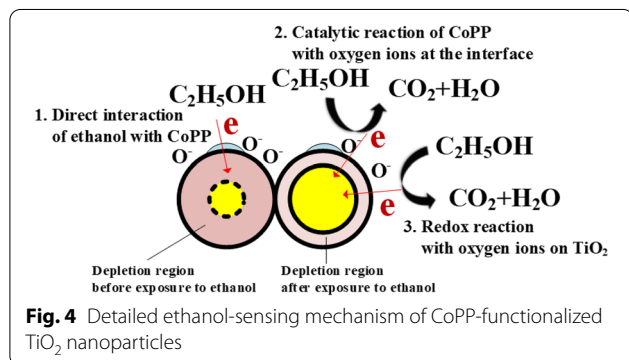 2. Catalytic reaction of CoPP
with oxygen ions at the interface
C₂H₅OH
C₂H₅OH
CO₂+H₂O
1. Direct interaction
of ethanol with CoPP
e
e
O⁻
O⁻
O⁻
O⁻
O⁻
C₂H₅OH
e
CO₂+H₂O
3. Redox reaction
with oxygen ions on TiO₂
Depletion region
before exposure to ethanol
Depletion region
after exposure to ethanol
Fig. 4 Detailed ethanol-sensing mechanism of CoPP-functionalized
TiO₂ nanoparticles